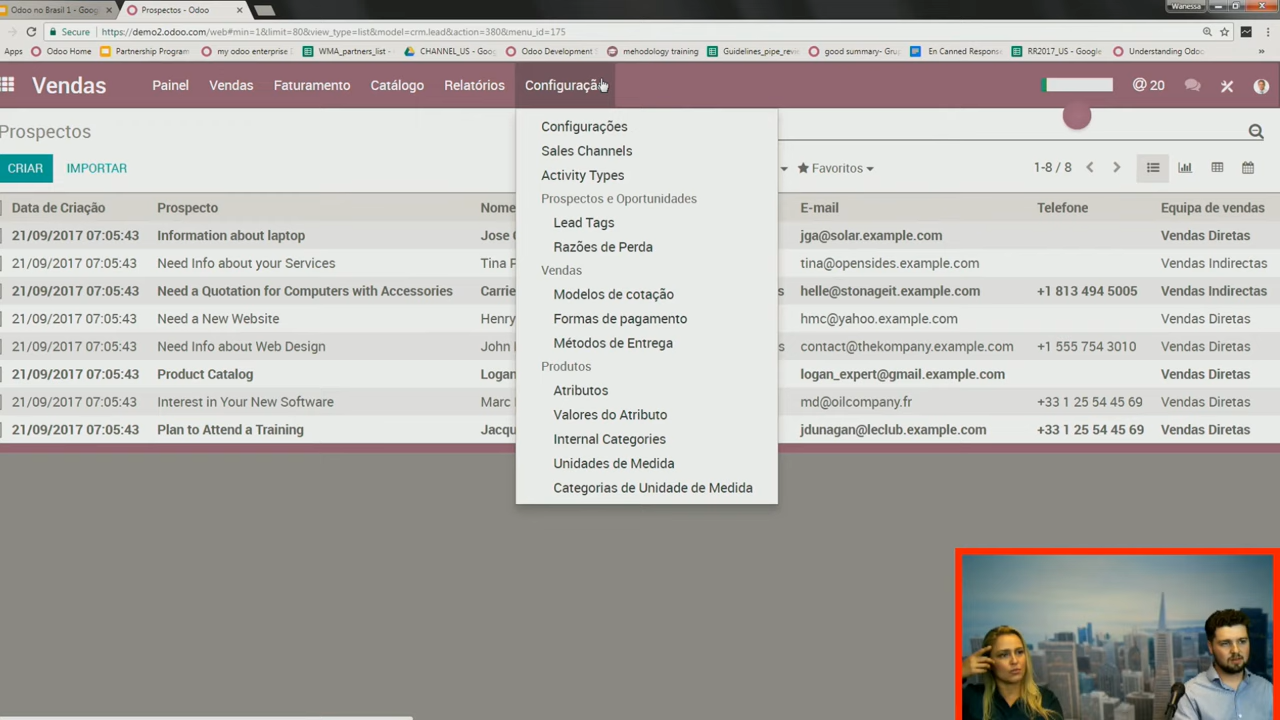 Odoo no Brasil 1 - Goog
Prospectos - Odoo
Wanessa
Secure https://demo2.odoo.com/web#min=1&limit=80&view_type=list&model=crm.lead&action=380&menu_id=175
Apps Odoo Home Partnership Program my odoo enterprise WMA_partners_list CHANNEL_US - Goo Odoo Development mehodology training Guidelines_pipe_revi good summary- Grou En Canned Respons RR2017_US - Google Understanding Odoo
Vendas Painel Vendas Faturamento Catálogo Relatórios Configuração @ 20
Prospectos
CRIAR IMPORTAR Favoritos 1-8 / 8
Configurações
Sales Channels
Activity Types
Prospectos e Oportunidades
Lead Tags
Razões de Perda
Vendas
Modelos de cotação
Formas de pagamento
Métodos de Entrega
Produtos
Atributos
Valores do Atributo
Internal Categories
Unidades de Medida
Categorias de Unidade de Medida
Data de Criação Prospecto Nome E-mail Telefone Equipa de vendas
21/09/2017 07:05:43 Information about laptop Jose jga@solar.example.com Vendas Diretas
21/09/2017 07:05:43 Need Info about your Services Tina P tina@opensides.example.com Vendas Indirectas
21/09/2017 07:05:43 Need a Quotation for Computers with Accessories Carrie s helle@stonageit.example.com +1 813 494 5005 Vendas Indirectas
21/09/2017 07:05:43 Need a New Website Henry hmc@yahoo.example.com Vendas Diretas
21/09/2017 07:05:43 Need Info about Web Design John s contact@thekompany.example.com +1 555 754 3010 Vendas Diretas
21/09/2017 07:05:43 Product Catalog Logan logan_expert@gmail.example.com Vendas Diretas
21/09/2017 07:05:43 Interest in Your New Software Marc md@oilcompany.fr +33 1 25 54 45 69 Vendas Diretas
21/09/2017 07:05:43 Plan to Attend a Training Jacqu jdunagan@leclub.example.com +33 1 25 54 45 69 Vendas Diretas